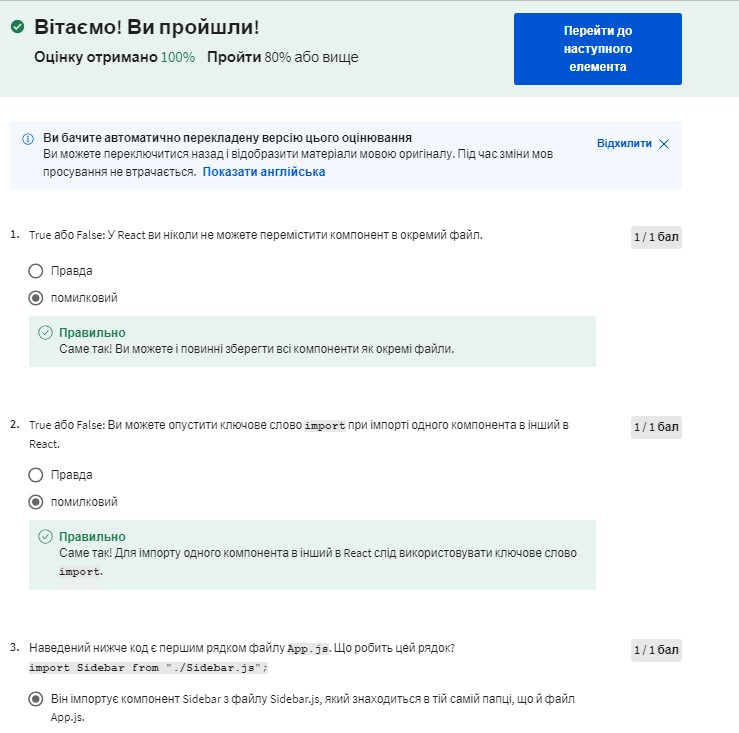 Вітаємо! Ви пройшли!
Оцінку отримано 100% Пройти 80% або вище
Перейти до
наступного
елемента
Ви бачите автоматично перекладену версію цього оцінювання
Ви можете переключитися назад і відобразити матеріали мовою оригіналу. Під час зміни мов
просування не втрачається. Показати англійська
Відхилити
1. True або False: У React ви ніколи не можете перемістити компонент в окремий файл.
1 / 1 бал
Правда
помилковий
Правильно
Саме так! Ви можете і повинні зберегти всі компоненти як окремі файли.
2. True або False: Ви можете опустити ключове слово import при імпорті одного компонента в інший в
React.
1 / 1 бал
Правда
помилковий
Правильно
Саме так! Для імпорту одного компонента в інший в React слід використовувати ключове слово
import.
3. Наведений нижче код є першим рядком файлу App.js. Що робить цей рядок?
import Sidebar from "./Sidebar.js";
1 / 1 бал
Він імпортує компонент Sidebar з файлу Sidebar.js, який знаходиться в тій самій папці, що й файл
App.js.